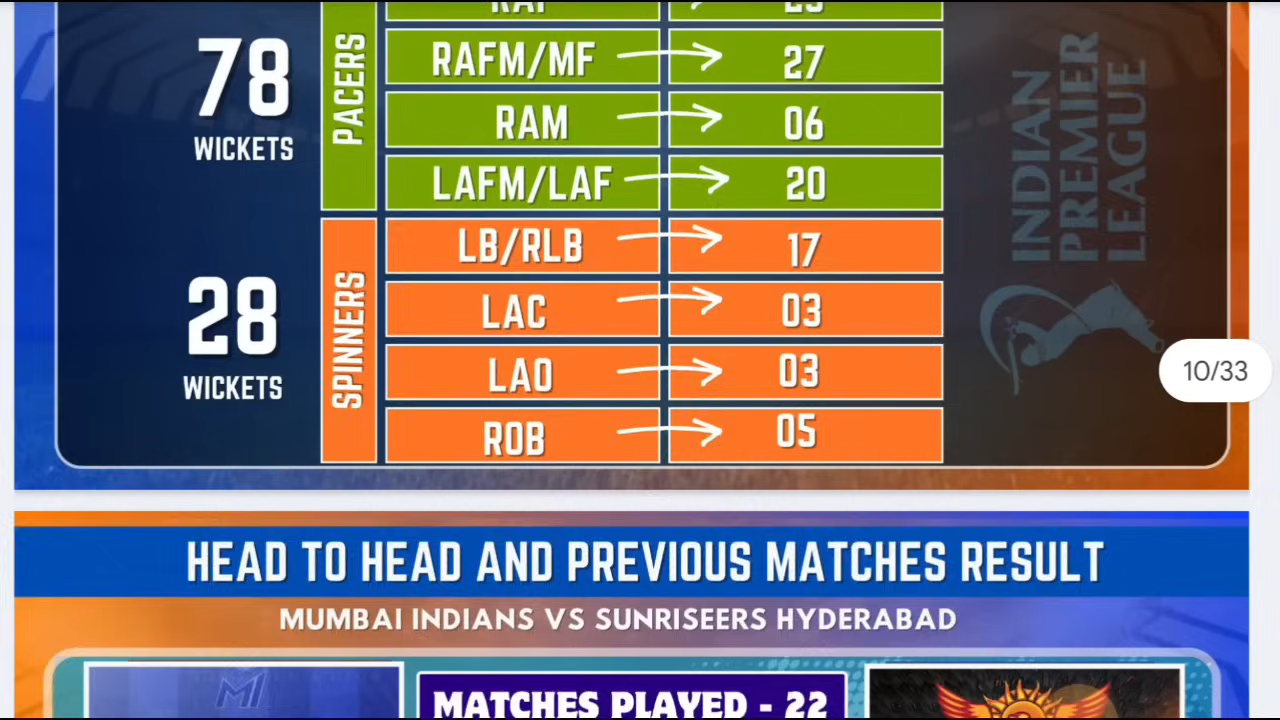 78
WICKETS
PACERS
RAFM/MF 27
RAM 06
LAFM/LAF 20
28
WICKETS
SPINNERS
LB/RLB 17
LAC 03
LAO 03
ROB 05
INDIAN
PREMIER
LEAGUE
10/33
HEAD TO HEAD AND PREVIOUS MATCHES RESULT
MUMBAI INDIANS VS SUNRISEERS HYDERABAD
MI
MATCHES PLAYED - 22